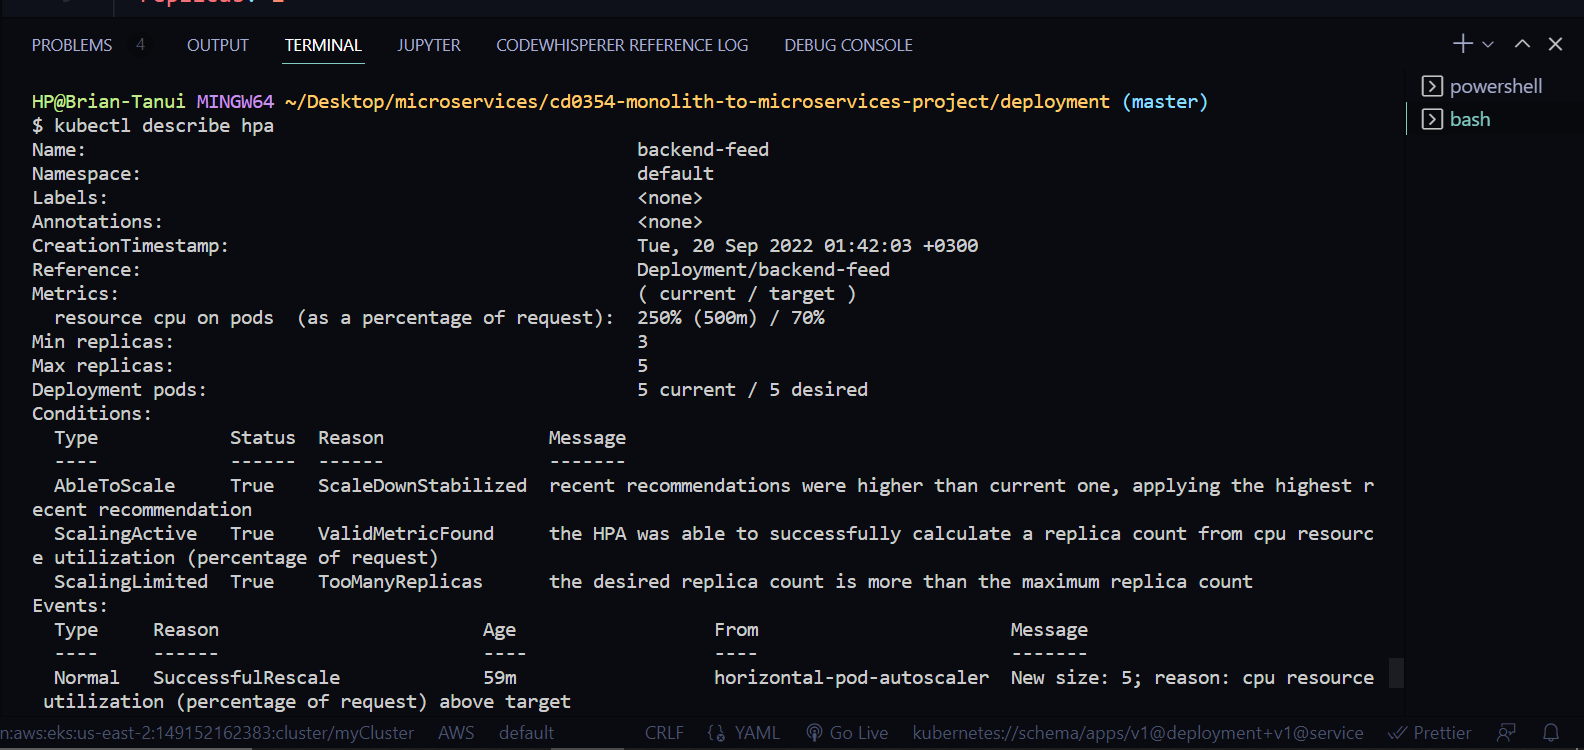 PROBLEMS 4 OUTPUT TERMINAL JUPYTER CODEWHISPERER REFERENCE LOG DEBUG CONSOLE
powershell
bash
HP@Brian-Tanui MINGW64 ~/Desktop/microservices/cd0354-monolith-to-microservices-project/deployment (master)
$ kubectl describe hpa
Name: backend-feed
Namespace: default
Labels: <none>
Annotations: <none>
CreationTimestamp: Tue, 20 Sep 2022 01:42:03 +0300
Reference: Deployment/backend-feed
Metrics: ( current / target )
resource cpu on pods (as a percentage of request): 250% (500m) / 70%
Min replicas: 3
Max replicas: 5
Deployment pods: 5 current / 5 desired
Conditions:
Type Status Reason Message
---- ------ ------ -------
AbleToScale True ScaleDownStabilized recent recommendations were higher than current one, applying the highest r
ecent recommendation
ScalingActive True ValidMetricFound the HPA was able to successfully calculate a replica count from cpu resourc
e utilization (percentage of request)
ScalingLimited True TooManyReplicas the desired replica count is more than the maximum replica count
Events:
Type Reason Age From Message
---- ------ ---- ---- -------
Normal SuccessfulRescale 59m horizontal-pod-autoscaler New size: 5; reason: cpu resource
utilization (percentage of request) above target
n:aws:eks:us-east-2:149152162383:cluster/myCluster AWS default CRLF YAML Go Live kubernetes://schema/apps/v1@deployment+v1@service Prettier